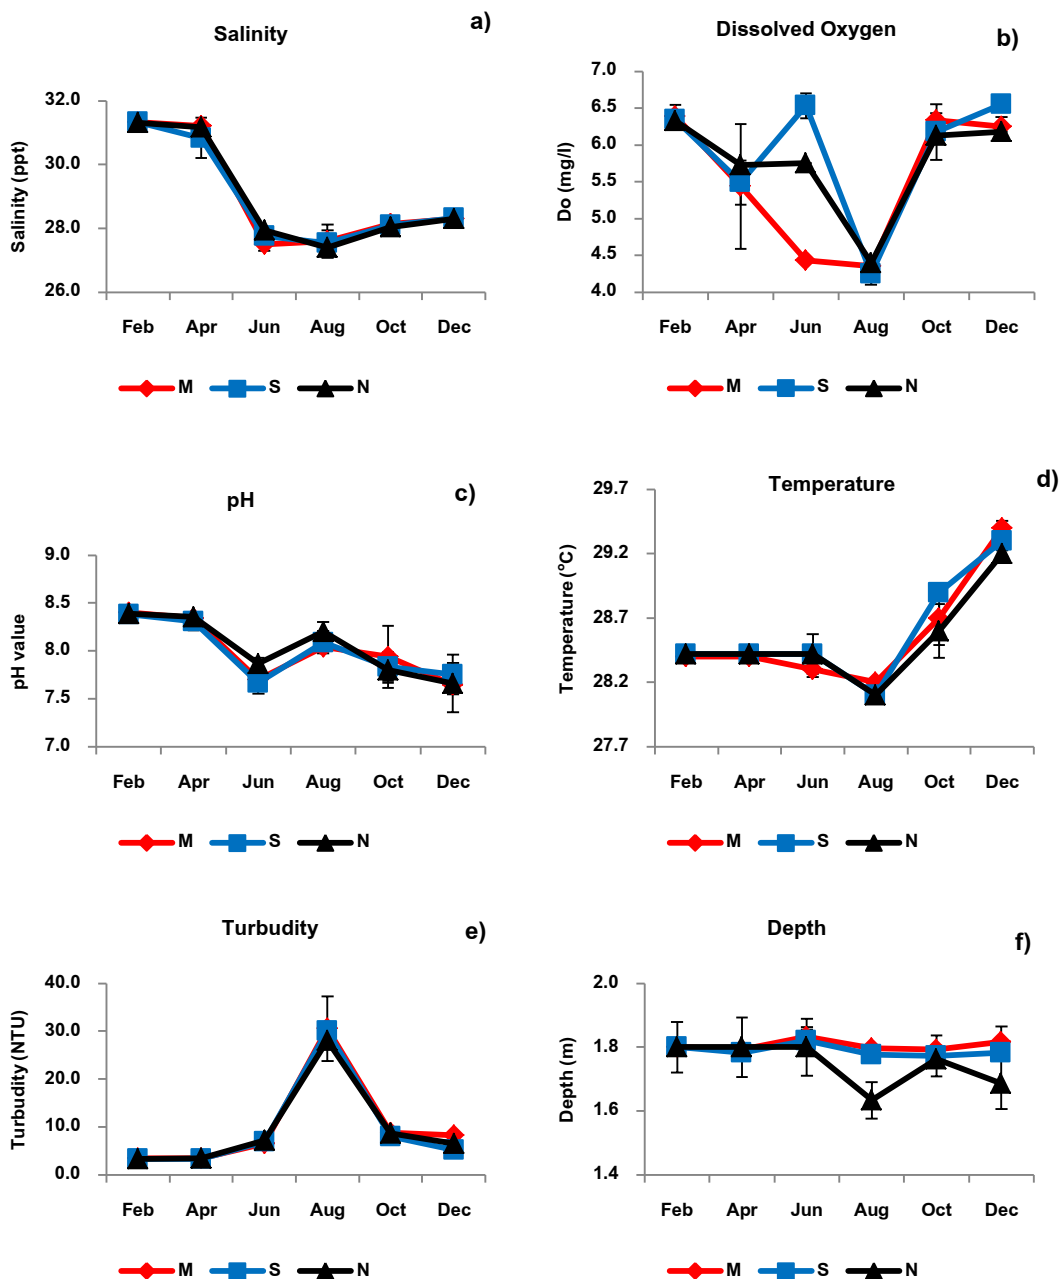 a)
Salinity
Salinity (ppt)
32.0
30.0
28.0
26.0
Feb Apr Jun Aug Oct Dec
M S N
b)
Dissolved Oxygen
Do (mg/l)
7.0
6.5
6.0
5.5
5.0
4.5
4.0
Feb Apr Jun Aug Oct Dec
M S N
c)
pH
pH value
9.0
8.5
8.0
7.5
7.0
Feb Apr Jun Aug Oct Dec
M S N
d)
Temperature
Temperature (°C)
29.7
29.2
28.7
28.2
27.7
Feb Apr Jun Aug Oct Dec
M S N
e)
Turbudity
Turbudity (NTU)
40.0
30.0
20.0
10.0
0.0
Feb Apr Jun Aug Oct Dec
M S N
f)
Depth
Depth (m)
2.0
1.8
1.6
1.4
Feb Apr Jun Aug Oct Dec
M S N